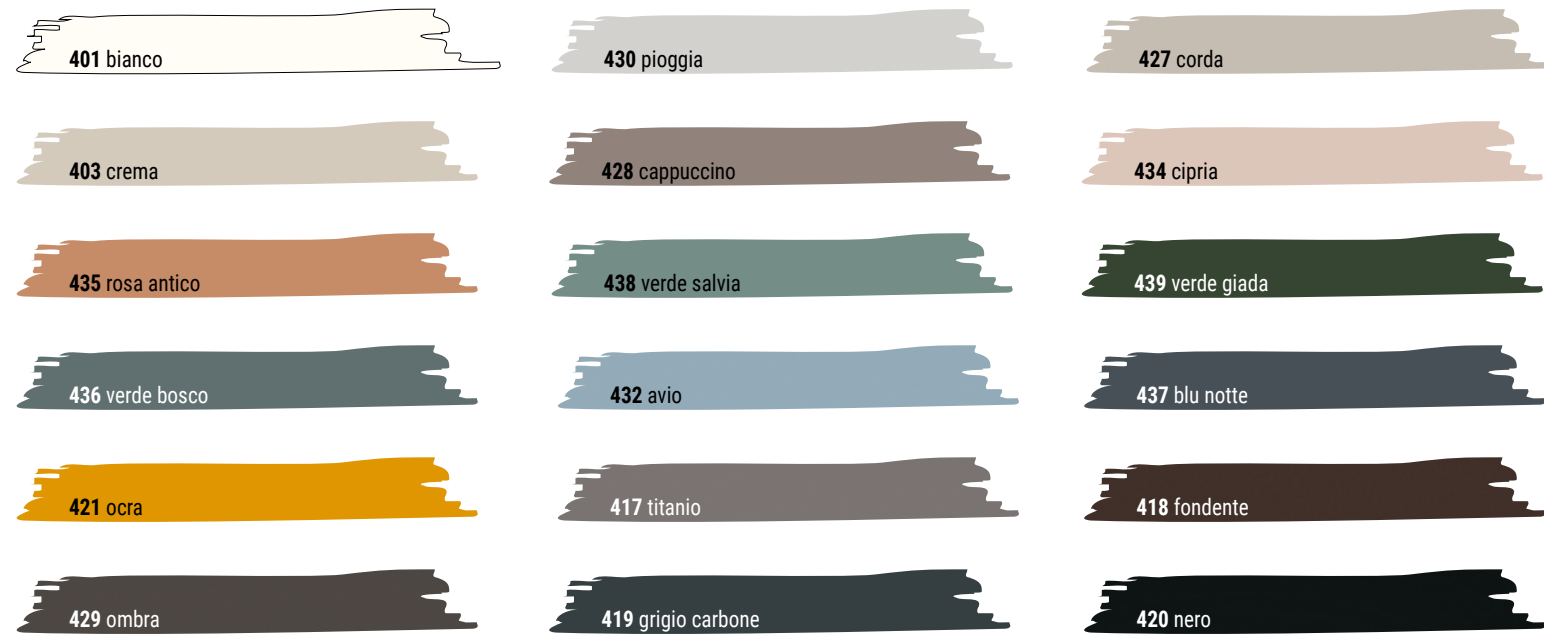 401 bianco
430 pioggia
427 corda
403 crema
428 cappuccino
434 cipria
435 rosa antico
438 verde salvia
439 verde giada
436 verde bosco
432 avio
437 blu notte
421 ocra
417 titanio
418 fondente
429 ombra
419 grigio carbone
420 nero